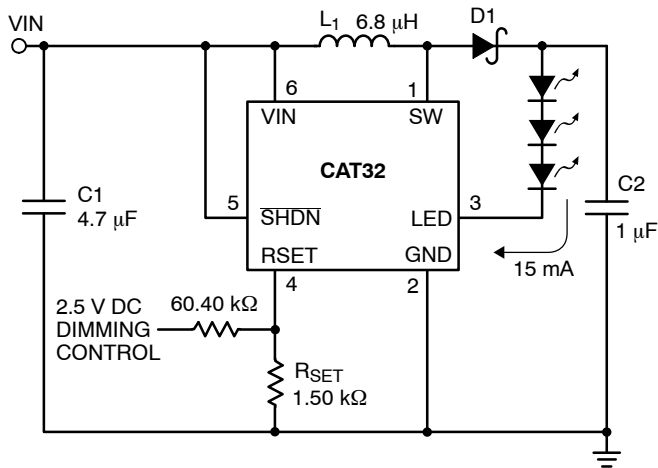 VIN
L1 6.8 μH
D1
6
1
VIN
SW
CAT32
C1
4.7 μF
5
SHDN
LED
3
C2
1 μF
RSET
GND
15 mA
4
2
2.5 V DC
DIMMING
CONTROL
60.40 kΩ
RSET
1.50 kΩ